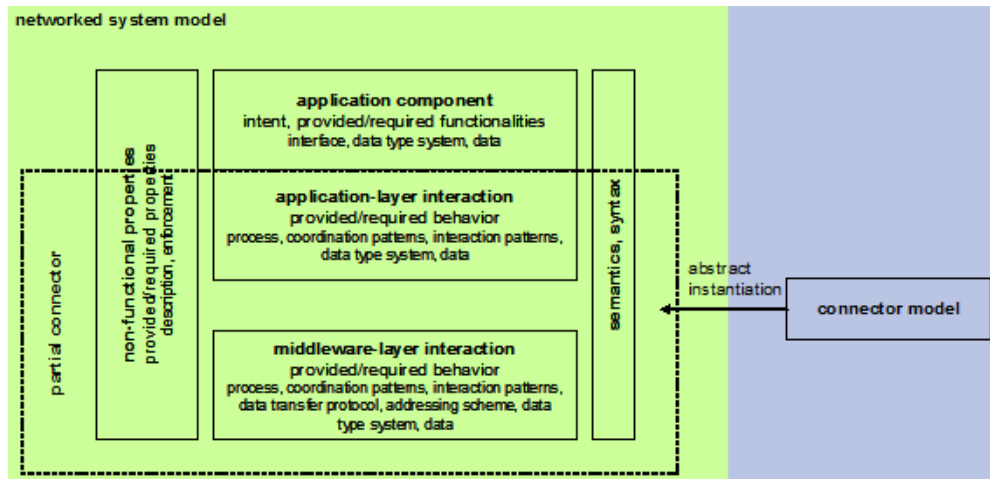 networked system model
application component
intent, provided/required functionalities
interface, data type system, data
non-functional properties
provided/required properties
description, enforcement
application-layer interaction
provided/required behavior
process, coordination patterns, interaction patterns,
data type system, data
semantics, syntax
partial connector
abstract
instantiation
connector model
middleware-layer interaction
provided/required behavior
process, coordination patterns, interaction patterns,
data transfer protocol, addressing scheme, data
type system, data